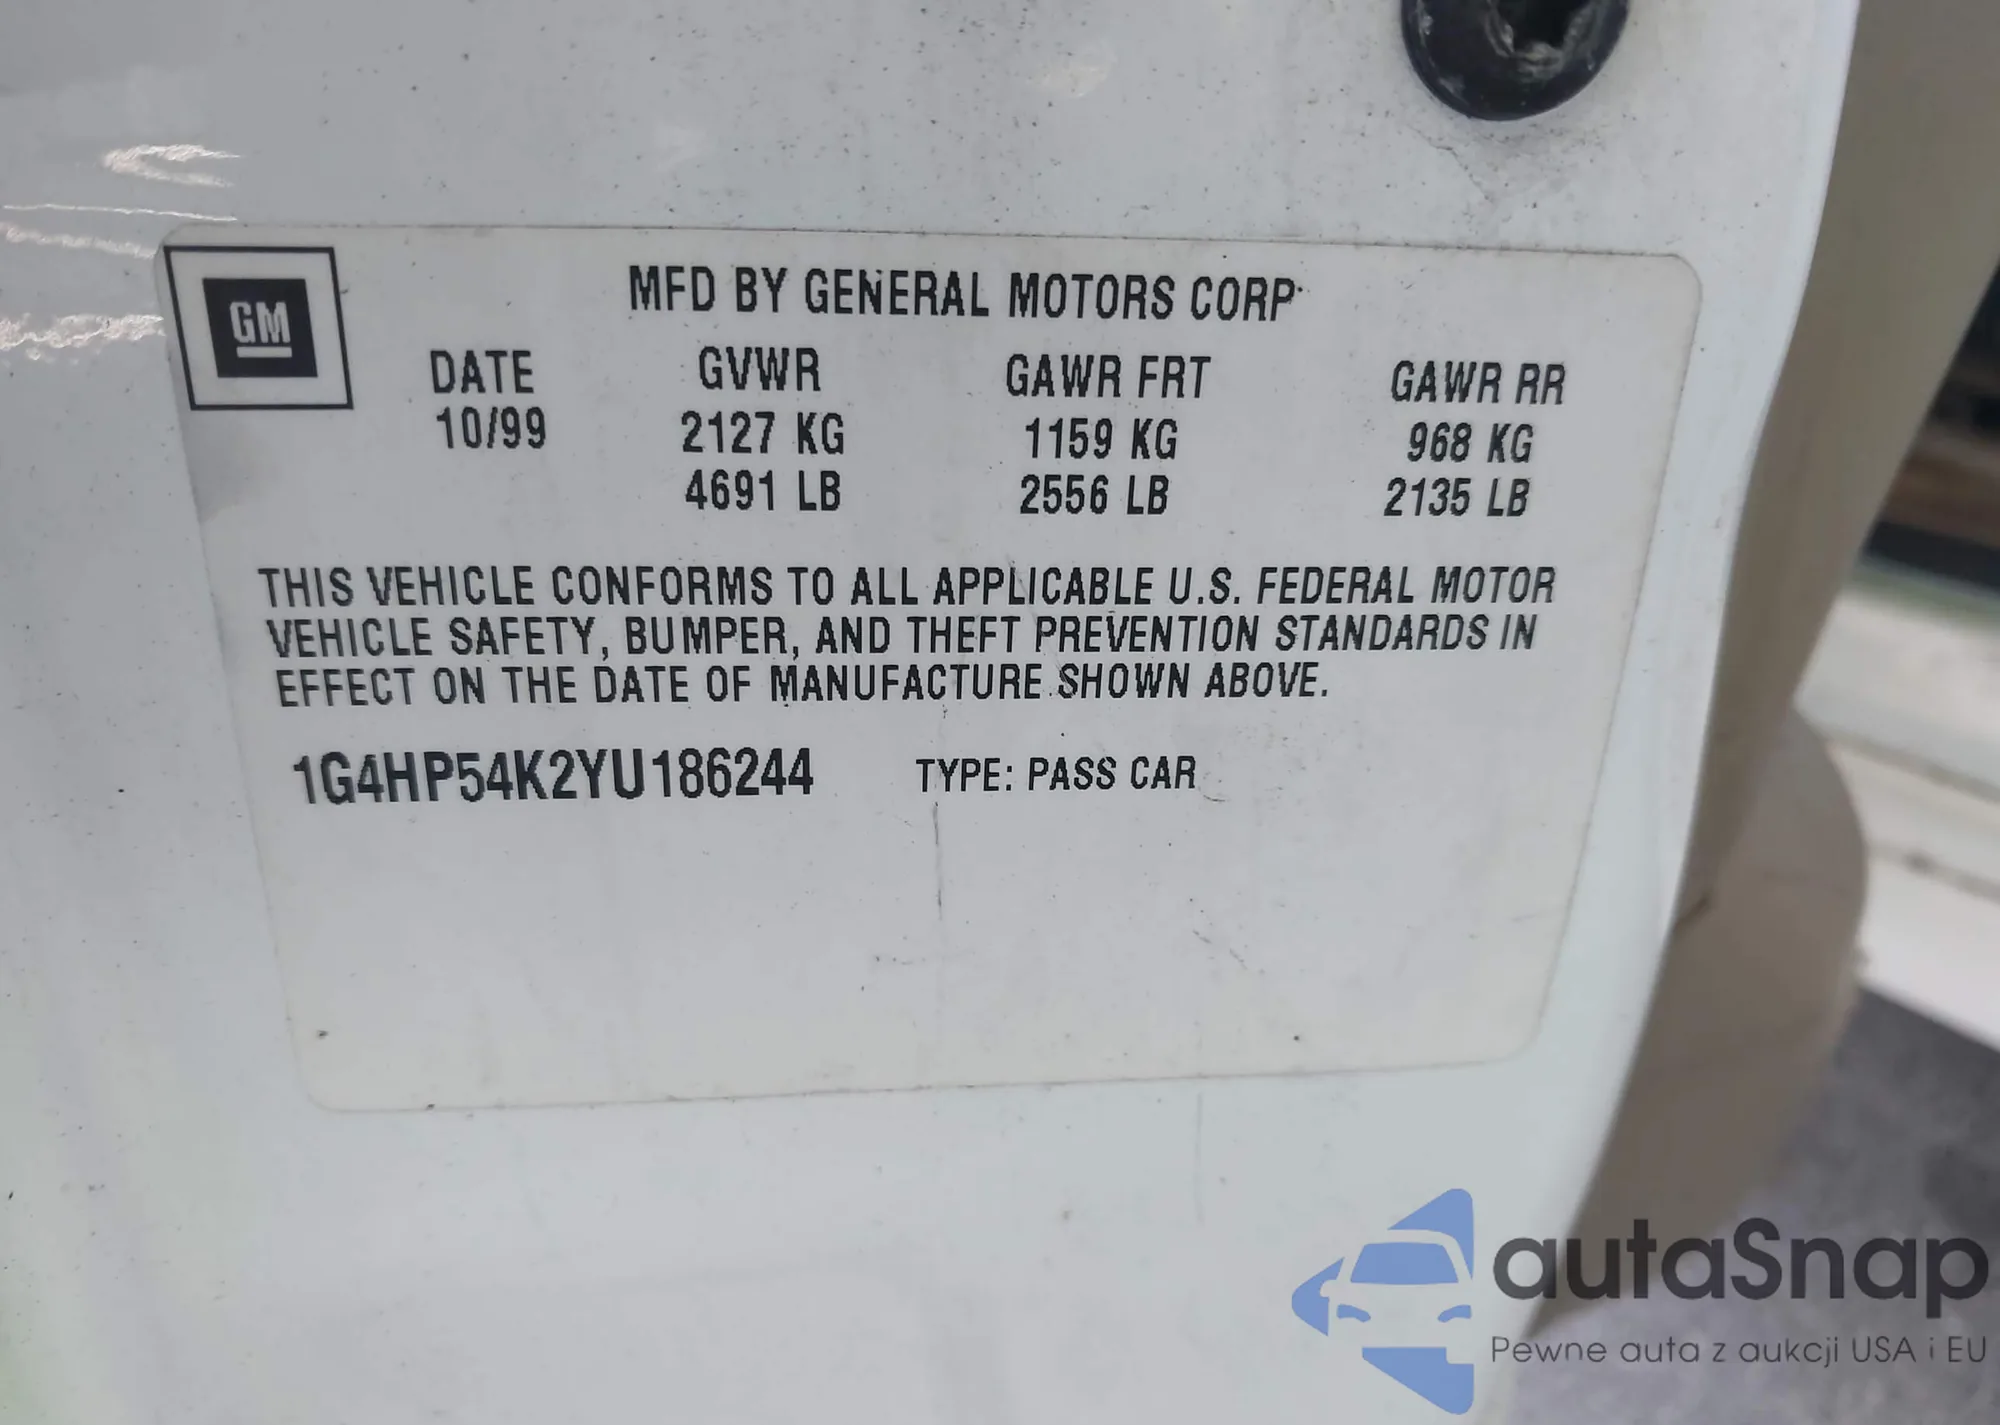 GM
MFD BY GENERAL MOTORS CORP.
DATE GVWR GAWR FRT GAWR RR
10/99 2127 KG 1159 KG 968 KG
4691 LB 2556 LB 2135 LB
THIS VEHICLE CONFORMS TO ALL APPLICABLE U.S. FEDERAL MOTOR
VEHICLE SAFETY, BUMPER, AND THEFT PREVENTION STANDARDS IN
EFFECT ON THE DATE OF MANUFACTURE SHOWN ABOVE.
1G4HP54K2YU186244 TYPE: PASS CAR
autaSnap
Pewne auta z aukcji USA i EU